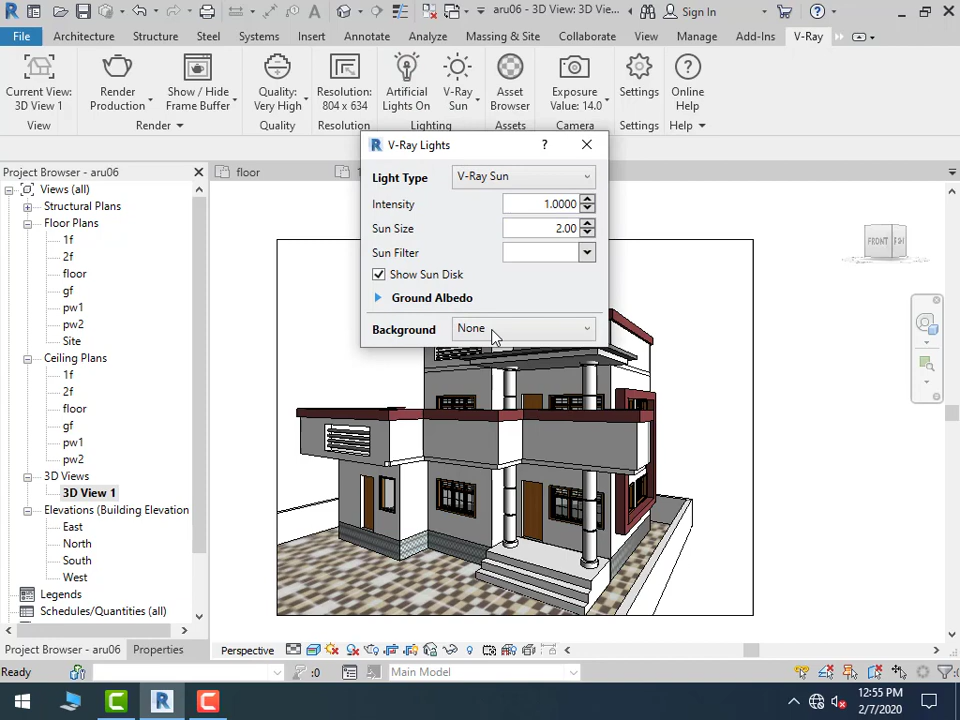 aru06 - 3D View: 3D Vie...
Sign In
File
Architecture
Structure
Steel
Systems
Insert
Annotate
Analyze
Massing & Site
Collaborate
View
Manage
Add-Ins
V-Ray
Current View:
3D View 1
Render
Production
Show / Hide
Frame Buffer
Quality:
Very High
Resolution:
804 x 634
Artificial
Lights On
V-Ray
Sun
Asset
Browser
Exposure
Value: 14.0
Settings
Online
Help
View
Render
Quality
Resolution
Lighting
Assets
Camera
Settings
Help
V-Ray Lights
?
Light Type
V-Ray Sun
Intensity
1.0000
Sun Size
2.00
Sun Filter
Show Sun Disk
Ground Albedo
Background
None
Project Browser - aru06
floor
Views (all)
Structural Plans
Floor Plans
1f
2f
floor
gf
pw1
pw2
Site
Ceiling Plans
1f
2f
floor
gf
pw1
pw2
3D Views
3D View 1
Elevations (Building Elevation
East
North
South
West
Legends
Schedules/Quantities (all)
FRONT
Project Browser - aru06
Properties
Perspective
Ready
:0
Main Model
12:55 PM
2/7/2020